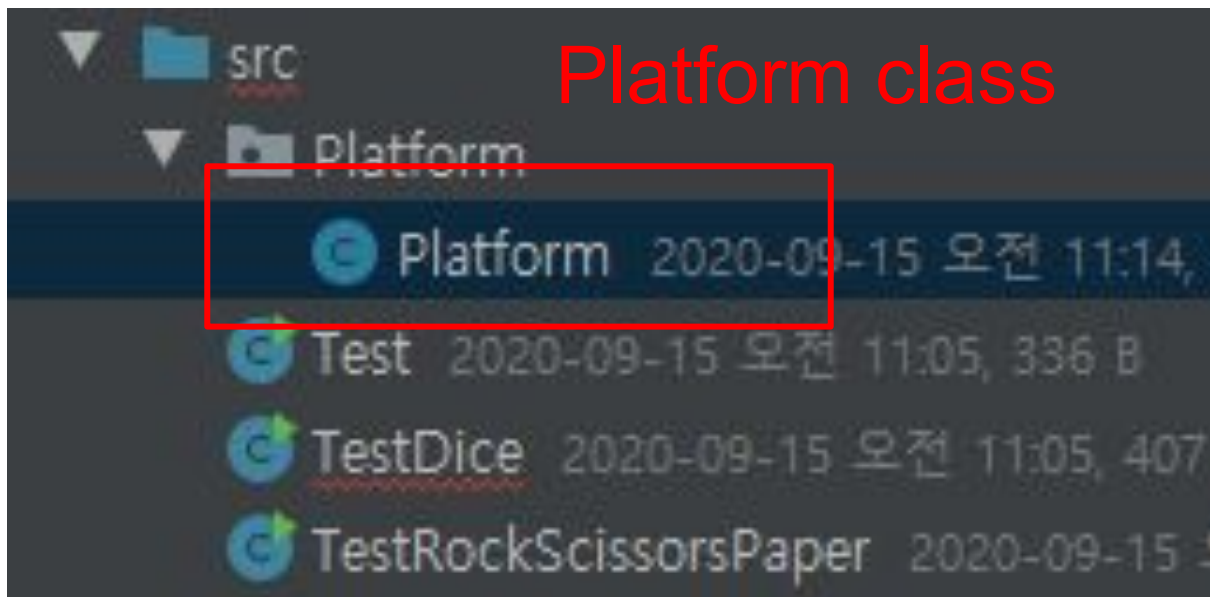 src
Platform class
Platform
Platform 2020-09-15 오전 11:14,
Test 2020-09-15 오전 11:05, 336 B
TestDice 2020-09-15 오전 11:05, 407
TestRockScissorsPaper 2020-09-15